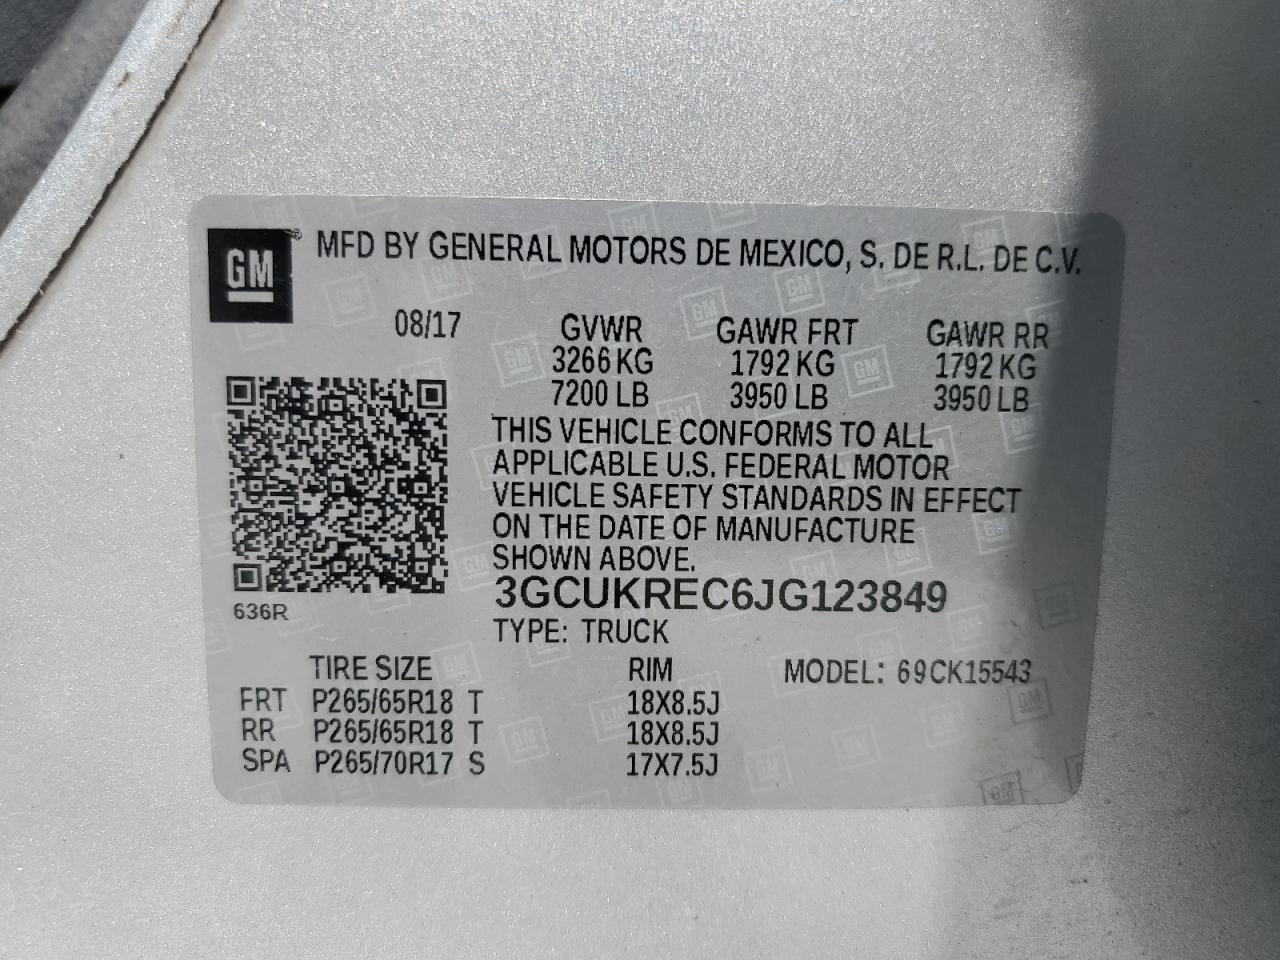 GM MFD BY GENERAL MOTORS DE MEXICO, S. DE R.L. DE C.V.
08/17 GVWR GAWR FRT GAWR RR
3266 KG 1792 KG 1792 KG
7200 LB 3950 LB 3950 LB
THIS VEHICLE CONFORMS TO ALL
APPLICABLE U.S. FEDERAL MOTOR
VEHICLE SAFETY STANDARDS IN EFFECT
ON THE DATE OF MANUFACTURE
SHOWN ABOVE.
3GCUKREC6JG123849
636R
TYPE: TRUCK
TIRE SIZE RIM MODEL: 69CK15543
FRT P265/65R18 T 18X8.5J
RR P265/65R18 T 18X8.5J
SPA P265/70R17 S 17X7.5J